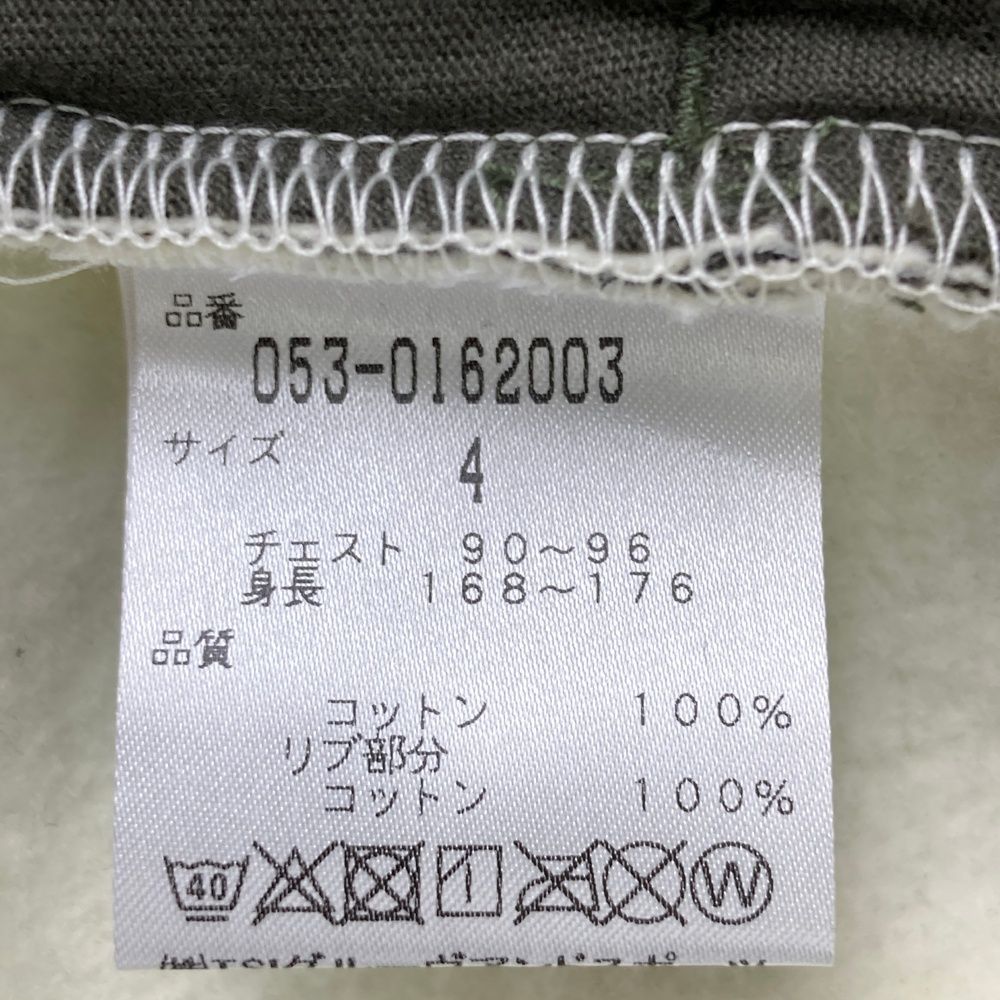 品番
053-0162003
サイズ 4
チェスト 90～96
身長 168～176
品質
コットン 100%
リブ部分
コットン 100%
40 W